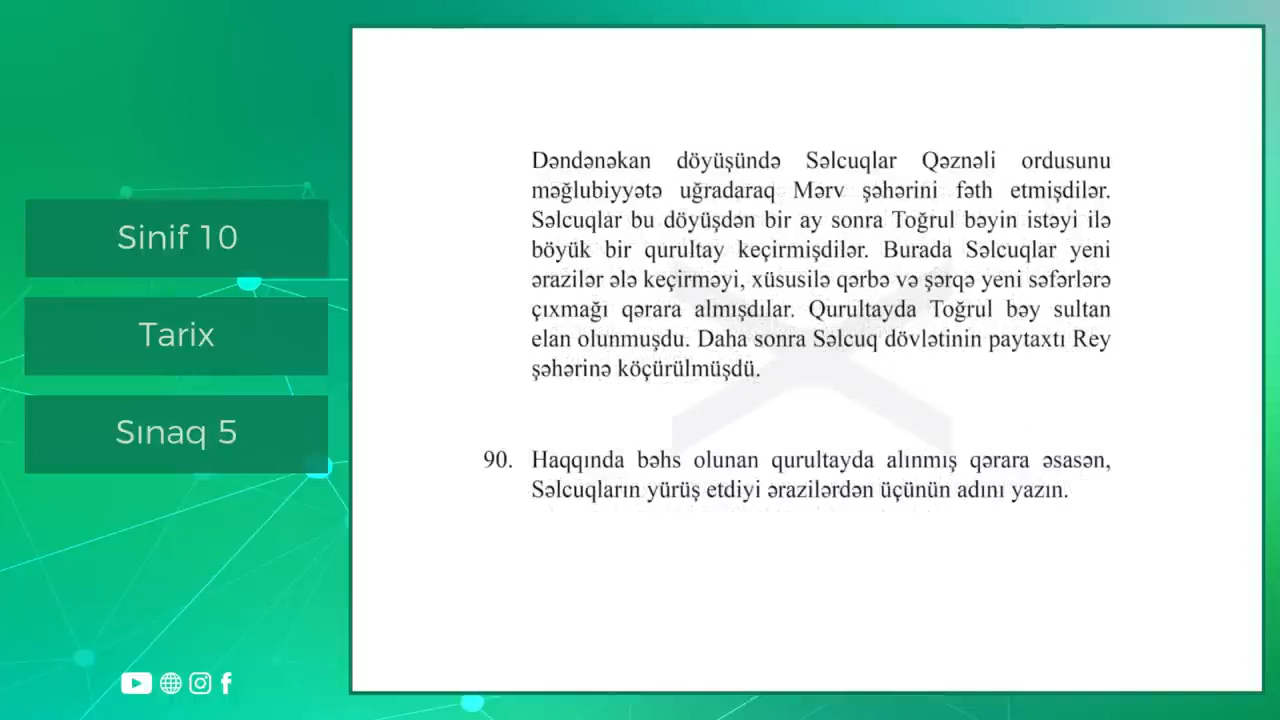 Sinif 10
Tarix
Sınaq 5
Dəndənəkan döyüşündə Səlcuqlar Qəznəli ordusunu
məğlubiyyətə uğradaraq Mərv şəhərini fəth etmişdilər.
Səlcuqlar bu döyüşdən bir ay sonra Toğrul bəyin istəyi ilə
böyük bir qurultay keçirmişdilər. Burada Səlcuqlar yeni
ərazilər ələ keçirməyi, xüsusilə qərbə və şərqə yeni səfərlərə
çıxmağı qərara almışdılar. Qurultayda Toğrul bəy sultan
elan olunmuşdu. Daha sonra Səlcuq dövlətinin paytaxtı Rey
şəhərinə köçürülmüşdü.
90. Haqqında bəhs olunan qurultayda alınmış qərara əsasən,
Səlcuqların yürüş etdiyi ərazilərdən üçünün adını yazın.